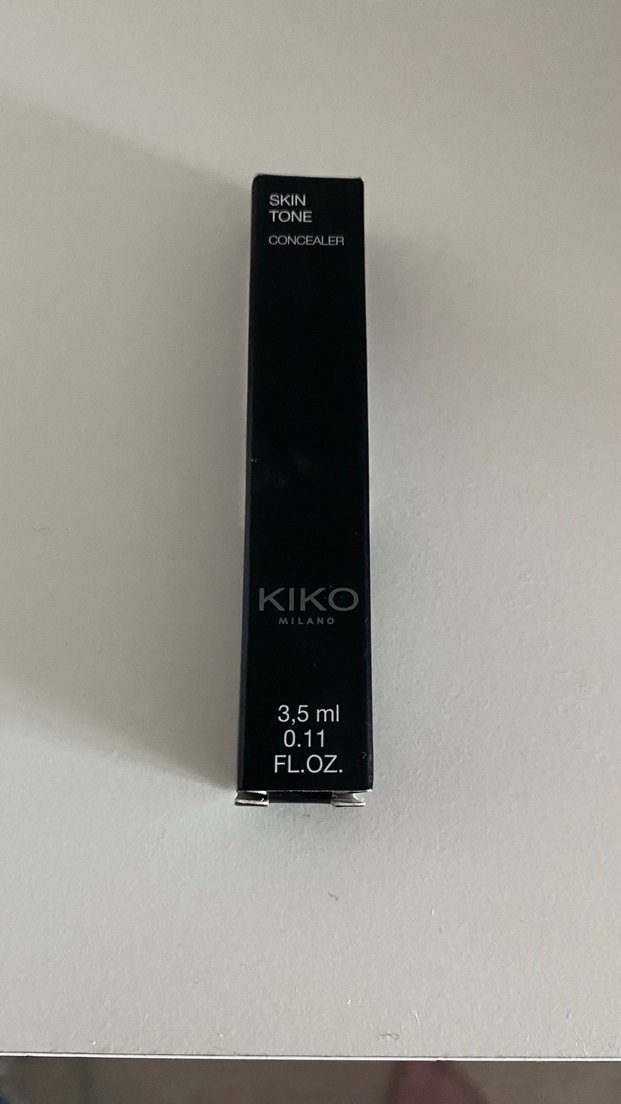 SKIN
TONE
CONCEALER
KIKO
MILANO
3,5 ml
0.11
FL.OZ.